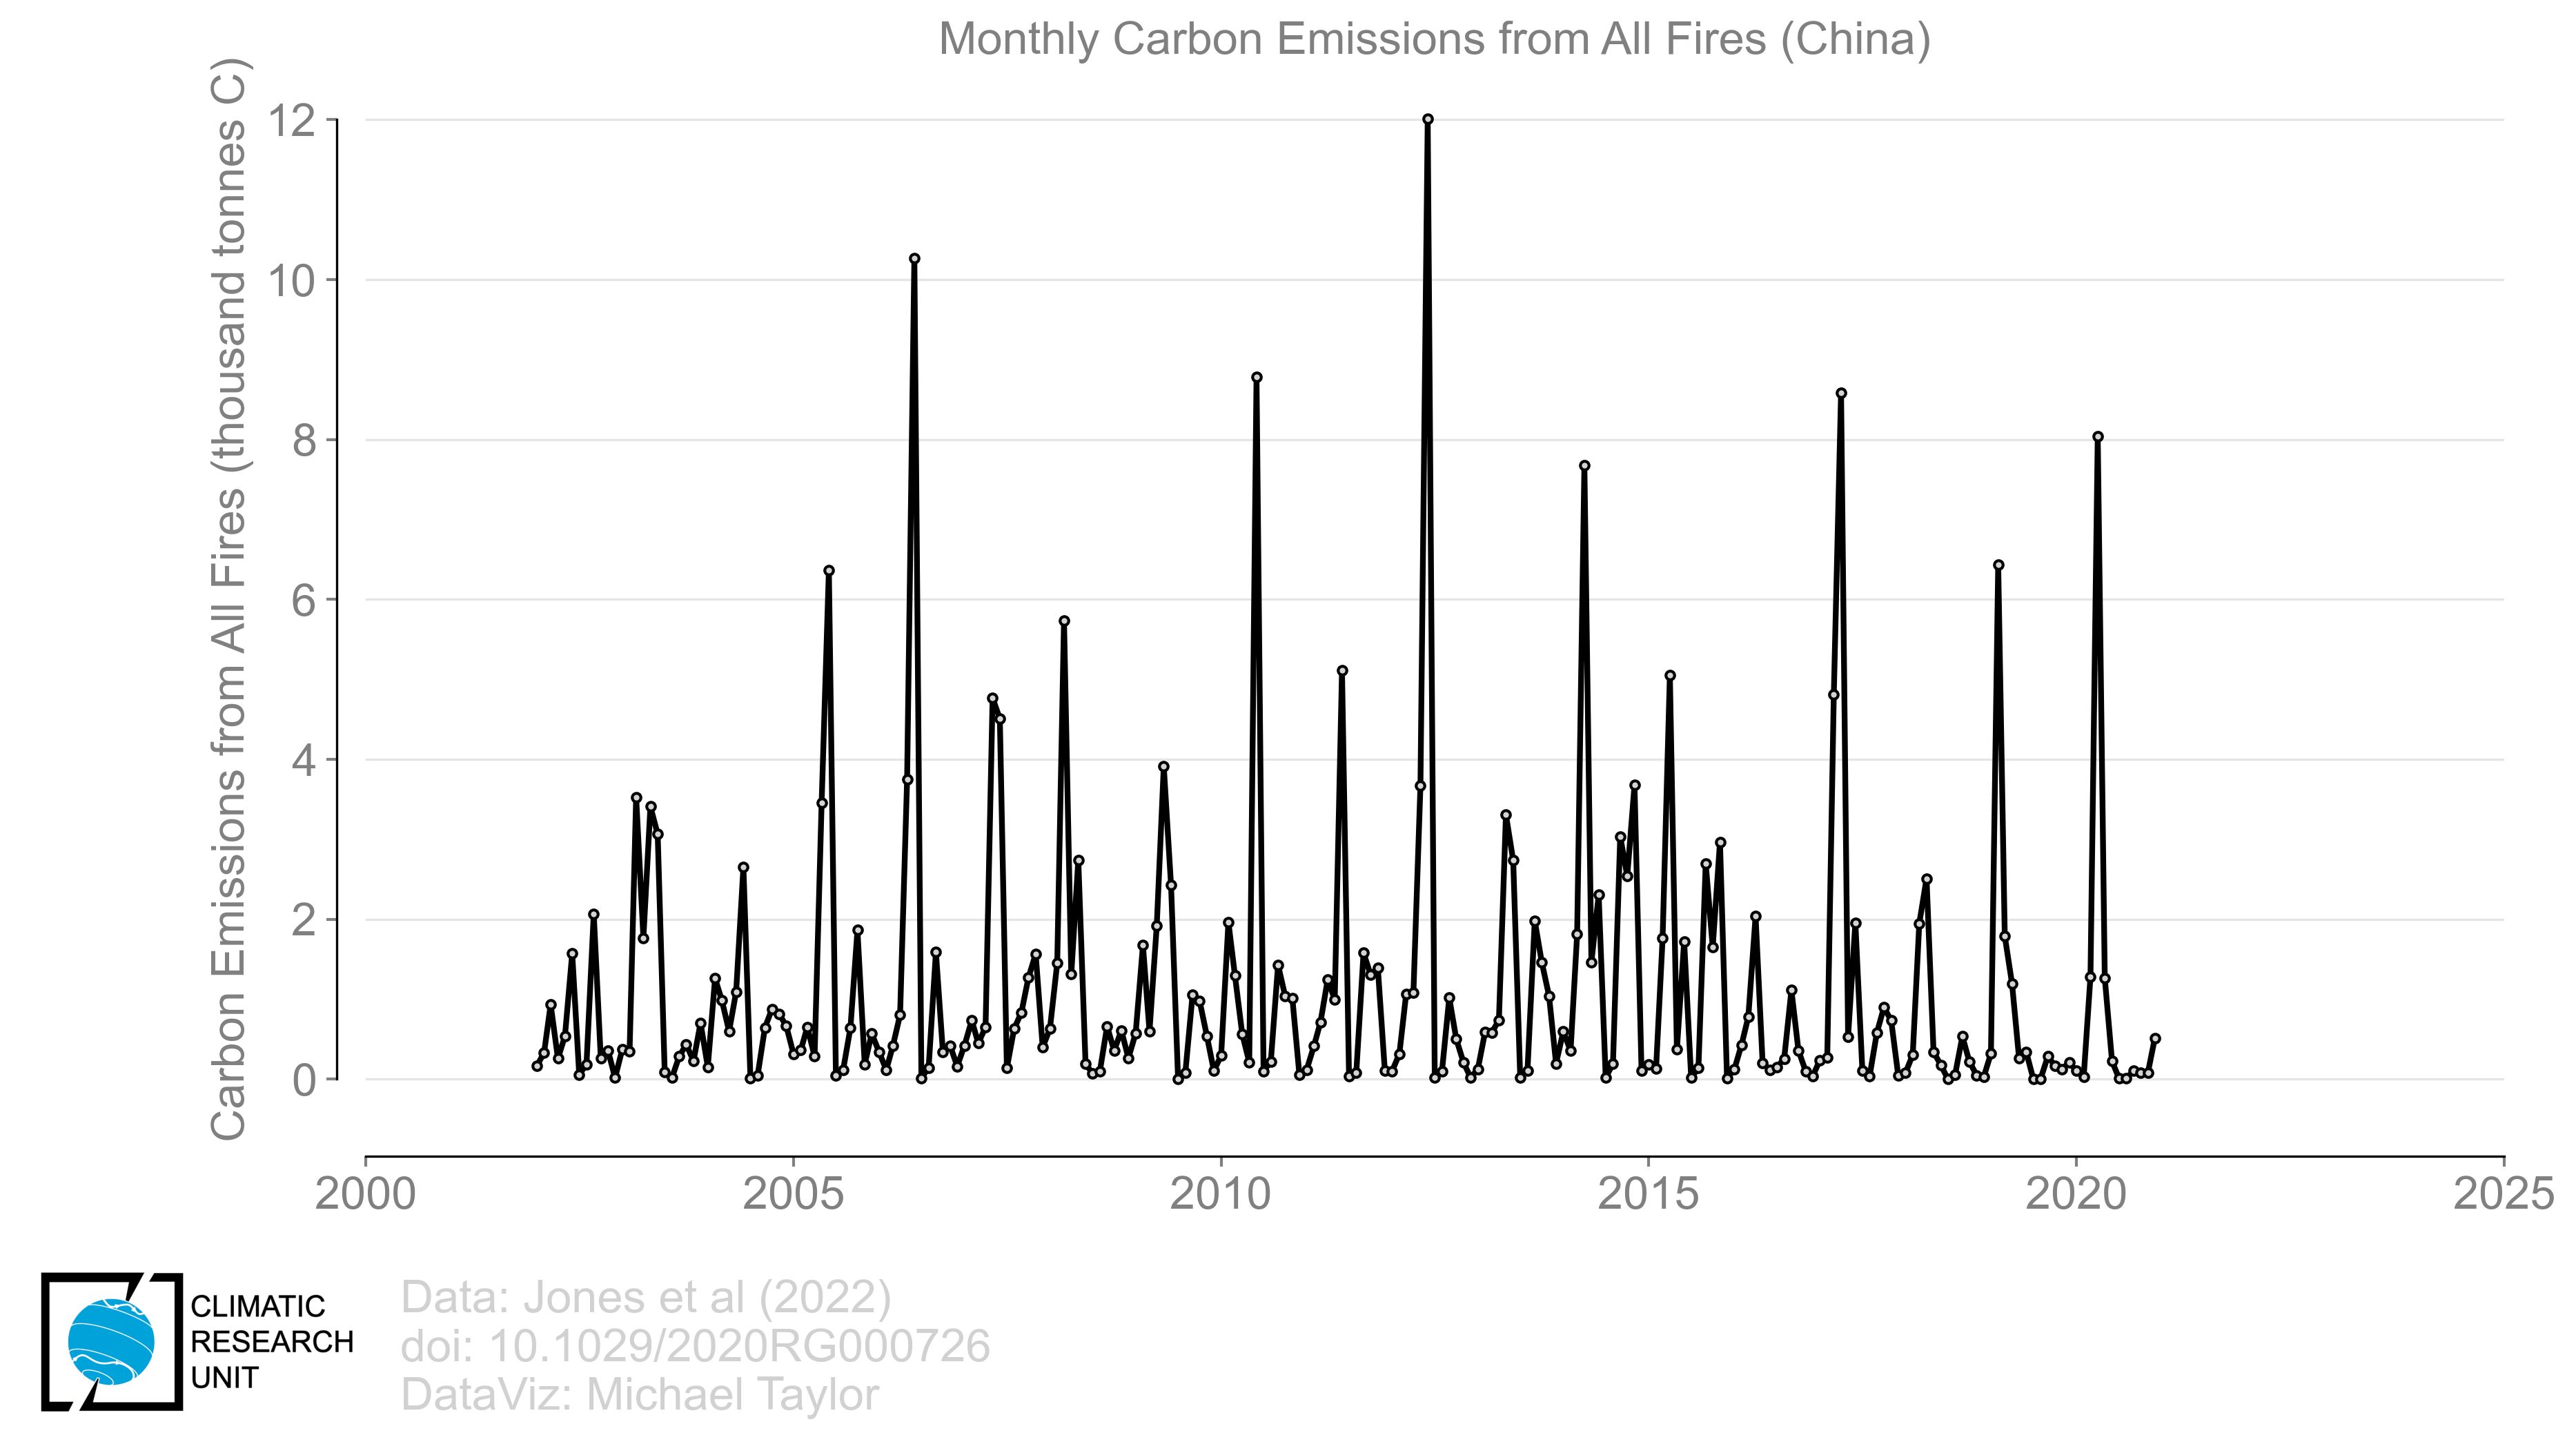 Monthly Carbon Emissions from All Fires (China)
Carbon Emissions from All Fires (thousand tonnes C)
12
10
8
6
4
2
0
2000 2005 2010 2015 2020 2025
CLIMATIC
RESEARCH
UNIT
Data: Jones et al (2022)
doi: 10.1029/2020RG000726
DataViz: Michael Taylor